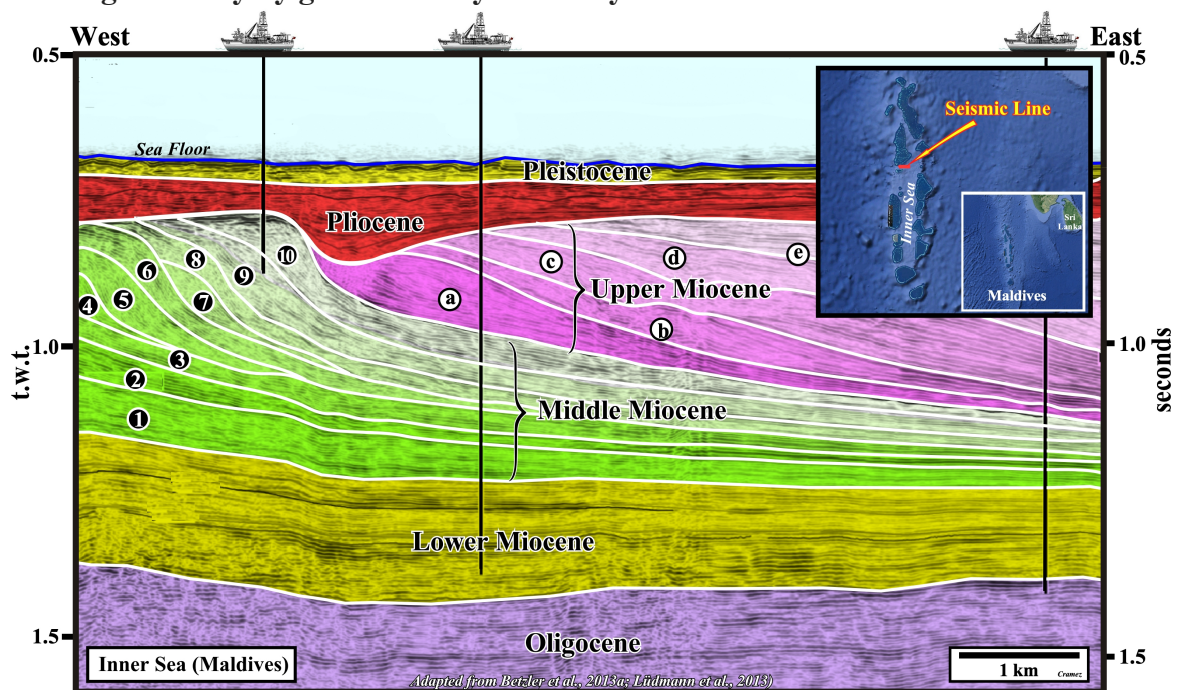 West
East
0.5
0.5
Seismic Line
Sea Floor
Pleistocene
Inner Sea
Sri
Lanka
Pliocene
Maldives
10
8
c
d
e
6
9
Upper Miocene
4
5
7
a
b
1.0
1.0
3
t.w.t.
seconds
2
Middle Miocene
1
Lower Miocene
1.5
Oligocene
1.5
Inner Sea (Maldives)
1 km
Cramez
Adapted from Betzler et al., 2013a; Lüdmann et al., 2013)